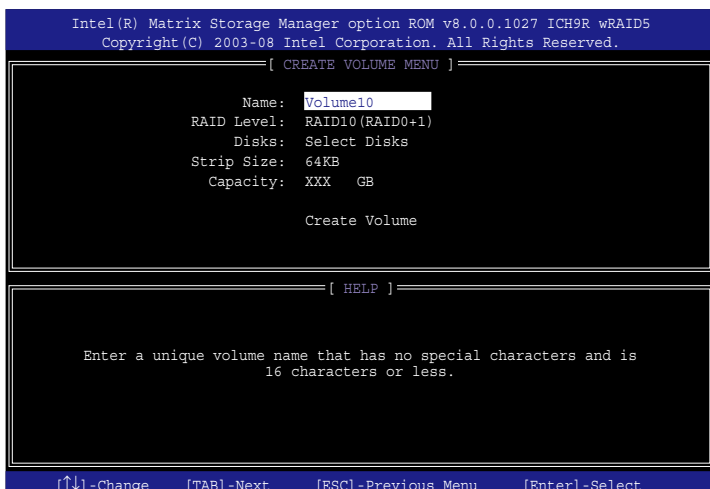 Intel(R) Matrix Storage Manager option ROM v8.0.0.1027 ICH9R wRAID5
Copyright(C) 2003-08 Intel Corporation. All Rights Reserved.
[ CREATE VOLUME MENU ]
Name: Volume10
RAID Level: RAID10(RAID0+1)
Disks: Select Disks
Strip Size: 64KB
Capacity: XXX GB
Create Volume
[ HELP ]
Enter a unique volume name that has no special characters and is
16 characters or less.
[↑↓]-Change [TAB]-Next [ESC]-Previous Menu [Enter]-Select